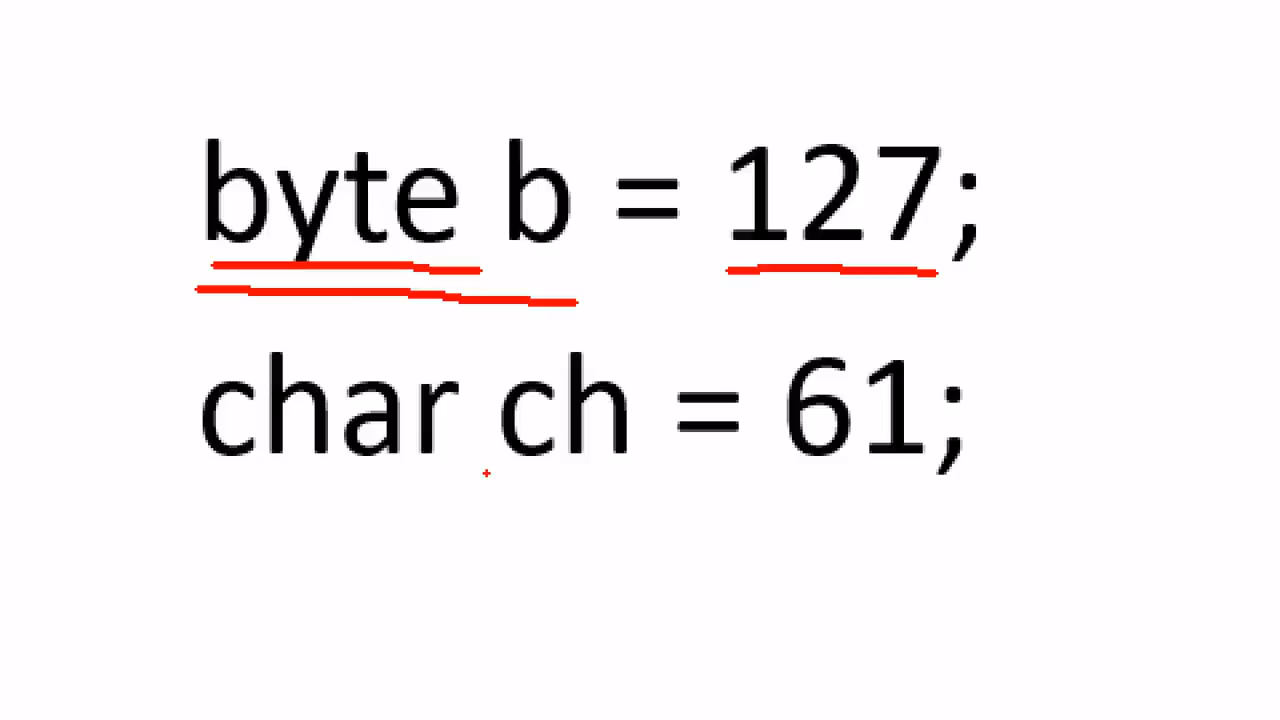 byte b = 127;
char ch = 61;